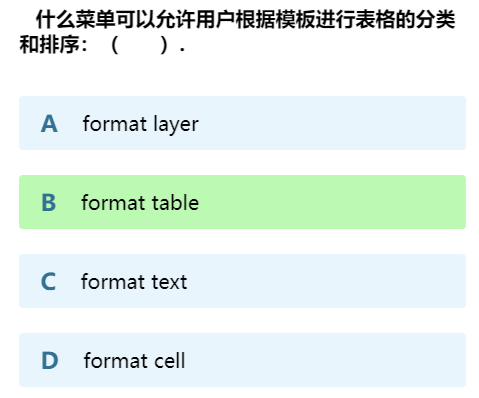 什么菜单可以允许用户根据模板进行表格的分类
和排序：（　　）.
A format layer
B format table
C format text
D format cell